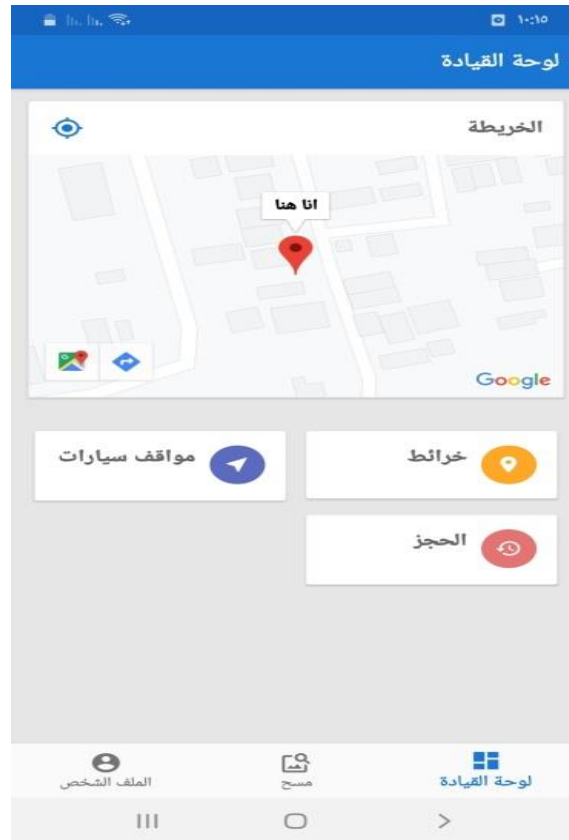 ١٠:١٥
لوحة القيادة
الخريطة
انا هنا
Google
خرائط
مواقف سيارات
الحجز
لوحة القيادة
مسح
الملف الشخص